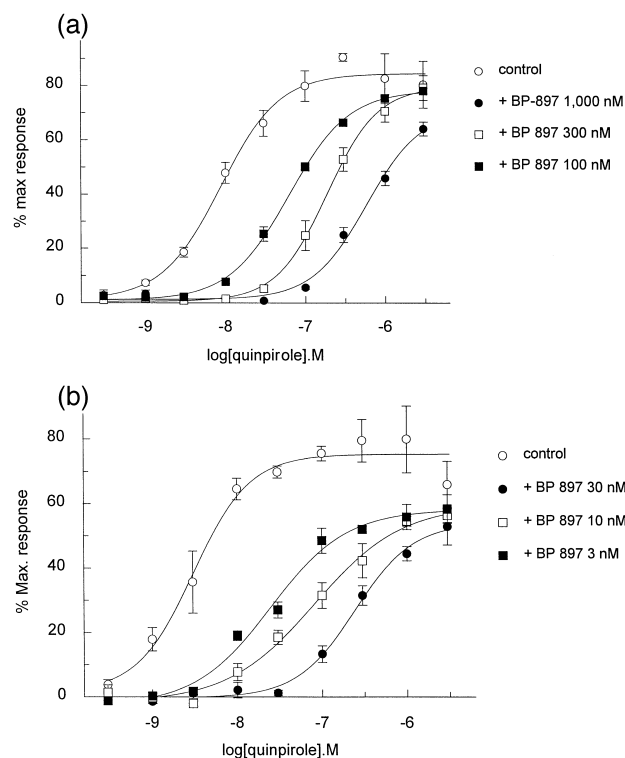 (a)
80
60
40
20
0
% max response
-9 -8 -7 -6
log[quinpirole].M
control
+ BP-897 1,000 nM
+ BP 897 300 nM
+ BP 897 100 nM
(b)
80
60
40
20
0
% Max. response
-9 -8 -7 -6
log[quinpirole].M
control
+ BP 897 30 nM
+ BP 897 10 nM
+ BP 897 3 nM